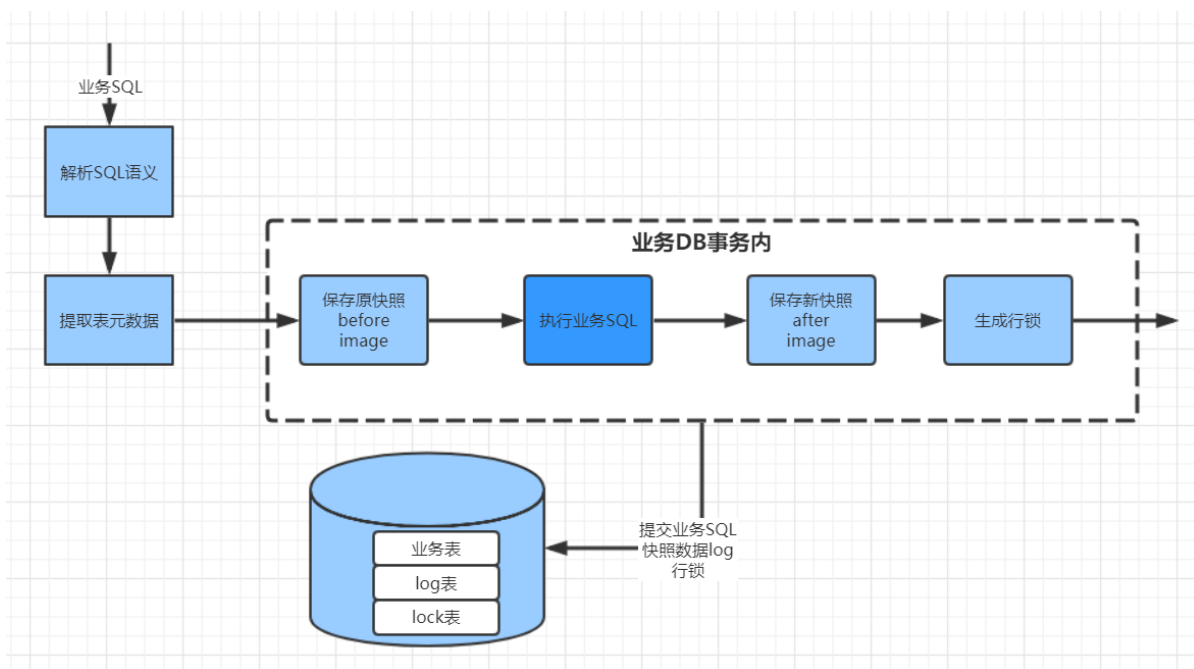 业务SQL
解析SQL语义
提取表元数据
业务DB事务内
保存原快照
before
image
执行业务SQL
保存新快照
after
image
生成行锁
提交业务SQL
快照数据log
行锁
业务表
log表
lock表